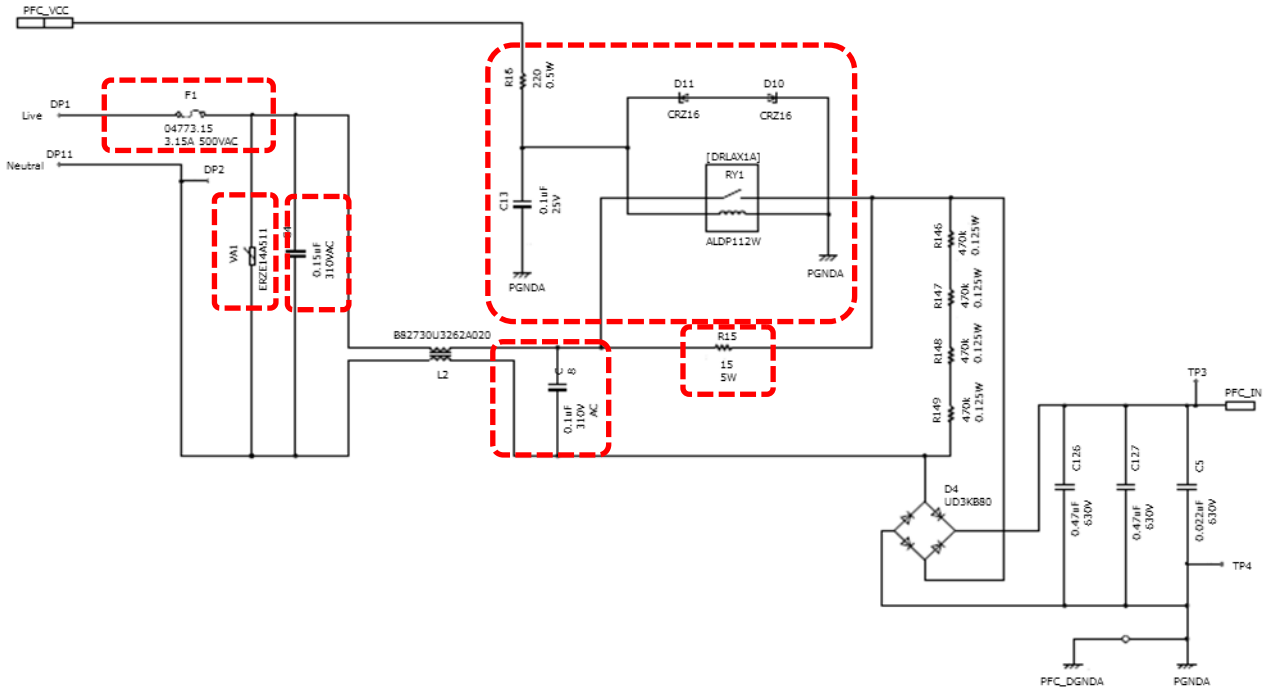 PFC_VCC
R16
220
0.5W
D11
CRZ16
D10
CRZ16
F1
04773.15
3.15A 500VAC
DP1
Live
DP11
Neutral
DP2
[DRLAX1A]
RY1
ALDP112W
C13
0.1uF
25V
PGNDA
PGNDA
VA1
ERZE14A511
0.15uF
310VAC
R146
470k
0.125W
R147
470k
0.125W
R148
470k
0.125W
R149
470k
0.125W
B82730U3262A020
L2
C 8
0.1uF
310V
AC
R15
15
5W
TP3
PFC_IN
D4
UD3KB80
C126
0.47uF
630V
C127
0.47uF
630V
C5
0.022uF
630V
TP4
PFC_DGNDA
PGNDA